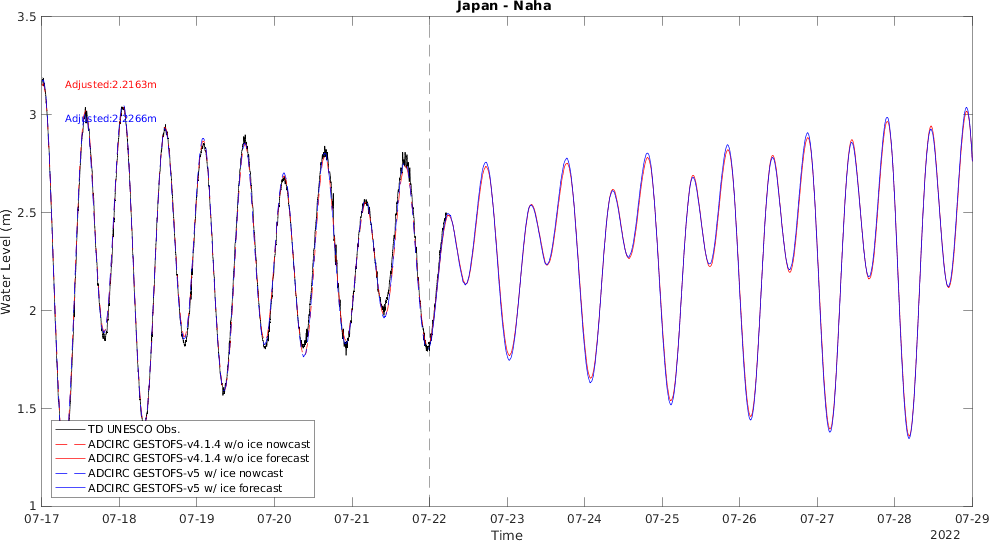 Japan - Naha
3.5
3
2.5
2
1.5
1
Water Level (m)
Adjusted:2.2163m
Adjusted:2.2266m
TD UNESCO Obs.
ADCIRC GESTOFS-v4.1.4 w/o ice nowcast
ADCIRC GESTOFS-v4.1.4 w/o ice forecast
ADCIRC GESTOFS-v5 w/ ice nowcast
ADCIRC GESTOFS-v5 w/ ice forecast
07-17 07-18 07-19 07-20 07-21 07-22 07-23 07-24 07-25 07-26 07-27 07-28 07-29
Time
2022